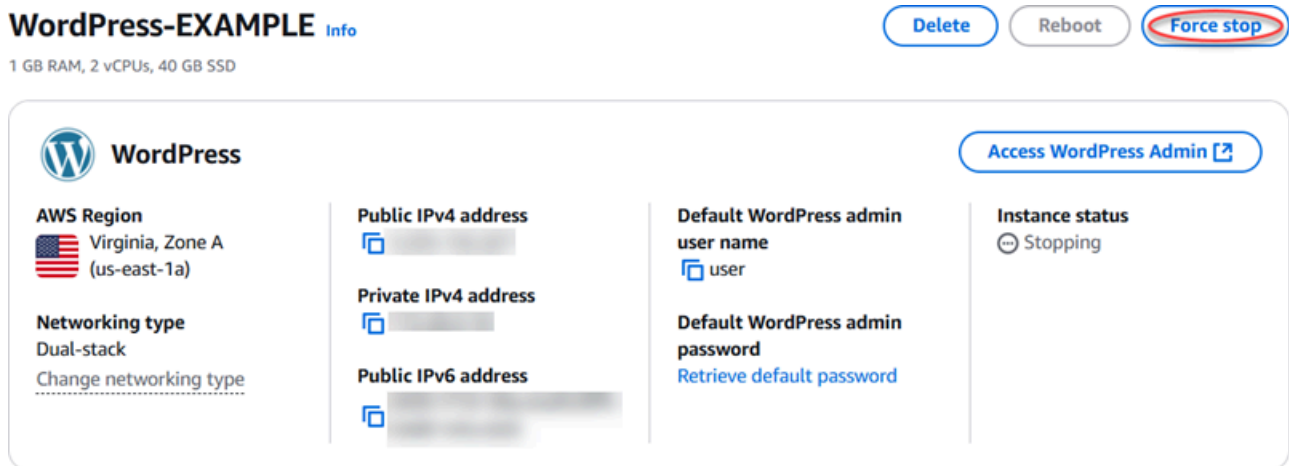 WordPress-EXAMPLE Info
Delete
Reboot
Force stop
1 GB RAM, 2 vCPUs, 40 GB SSD
WordPress
Access WordPress Admin
AWS Region
Virginia, Zone A
(us-east-1a)
Networking type
Dual-stack
Change networking type
Public IPv4 address
Private IPv4 address
Public IPv6 address
Default WordPress admin
user name
user
Default WordPress admin
password
Retrieve default password
Instance status
Stopping